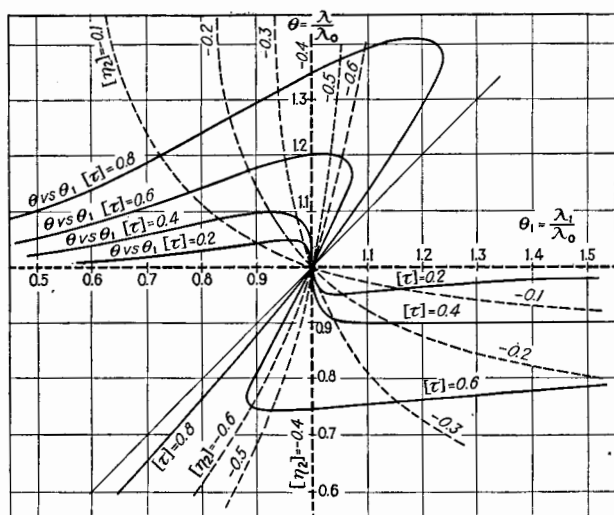 θ=λ/λ₀
[η₂]=-0.1
-0.2
-0.3
-0.4
-0.5
-0.6
1.3
1.2
1.1
θ vs θ₁ [τ]=0.8
θ vs θ₁ [τ]=0.6
θ vs θ₁ [τ]=0.4
θ vs θ₁ [τ]=0.2
θ₁=λ₁/λ₀
0.5 0.6 0.7 0.8 0.9 1.0 1.1 1.2 1.3 1.4 1.5
[τ]=0.2
-0.1
0.9
[τ]=0.4
-0.2
0.8
[τ]=0.6
-0.3
0.7
[τ]=0.8
[η₂]=-0.6
-0.5
[η₂]=-0.4
0.6